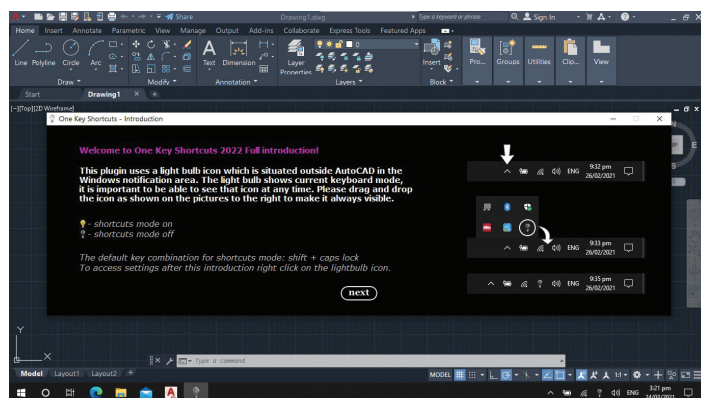 Share
Drawing1.dwg
Type a keyword or phrase
Sign In
Home Insert Annotate Parametric View Manage Output Add-ins Collaborate Express Tools Featured Apps
Line Polyline Circle Arc
Text Dimension
Layer Properties
0
Insert
Pro... Groups Utilities Clip... View
Draw Modify Annotation Layers Block
Start Drawing1
[-][Top][2D Wireframe]
One Key Shortcuts - Introduction
Welcome to One Key Shortcuts 2022 Full introduction!
This plugin uses a light bulb icon which is situated outside AutoCAD in the
Windows notification area. The light bulb shows current keyboard mode,
it is important to be able to see that icon at any time. Please drag and drop
the icon as shown on the pictures to the right to make it always visible.
- shortcuts mode on
- shortcuts mode off
The default key combination for shortcuts mode: shift + caps lock
To access settings after this introduction right click on the lightbulb icon.
next
ENG 9:32 pm
26/02/2021
ENG 9:33 pm
26/02/2021
ENG 9:35 pm
26/02/2021
N
E
S
Y
X
Type a command
Model Layout1 Layout2
MODEL 1:1
ENG 3:21 pm